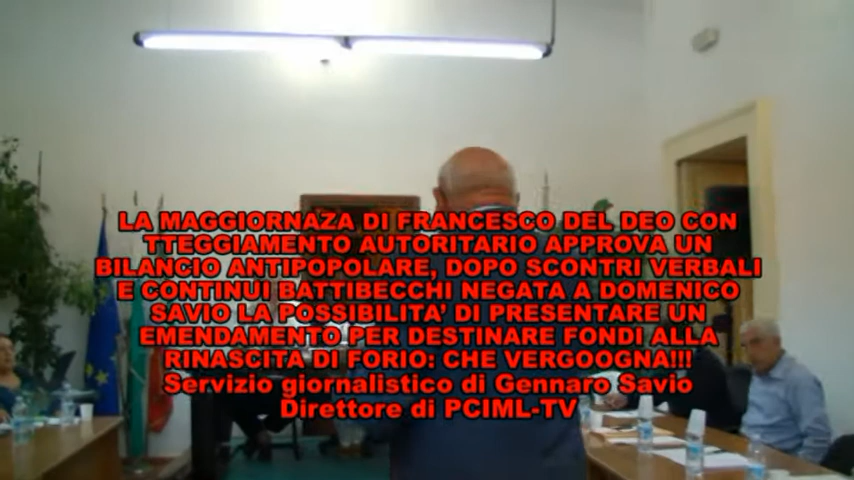 LA MAGGIORNAZA DI FRANCESCO DEL DEO CON
TTEGGIAMENTO AUTORITARIO APPROVA UN
BILANCIO ANTIPOPOLARE, DOPO SCONTRI VERBALI
E CONTINUI BATTIBECCHI NEGATA A DOMENICO
SAVIO LA POSSIBILITA' DI PRESENTARE UN
EMENDAMENTO PER DESTINARE FONDI ALLA
RINASCITA DI FORIO: CHE VERGOOGNA!!!
Servizio giornalistico di Gennaro Savio
Direttore di PCIML-TV